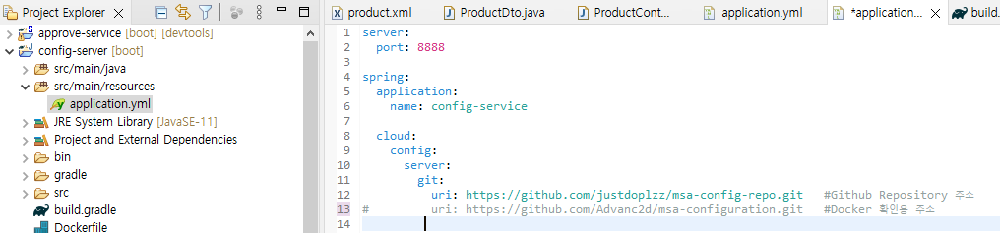 Project Explorer
approve-service [boot] [devtools]
config-server [boot]
src/main/java
src/main/resources
application.yml
JRE System Library [JavaSE-11]
Project and External Dependencies
bin
gradle
src
build.gradle
Dockerfile
product.xml
ProductDto.java
ProductCont...
application.yml
*application...
build.
1 server:
2 port: 8888
3
4 spring:
5 application:
6 name: config-service
7
8 cloud:
9 config:
10 server:
11 git:
12 uri: https://github.com/justdoplzz/msa-config-repo.git #Github Repository 주소
13 # uri: https://github.com/Advanc2d/msa-configuration.git #Docker 확인용 주소
14